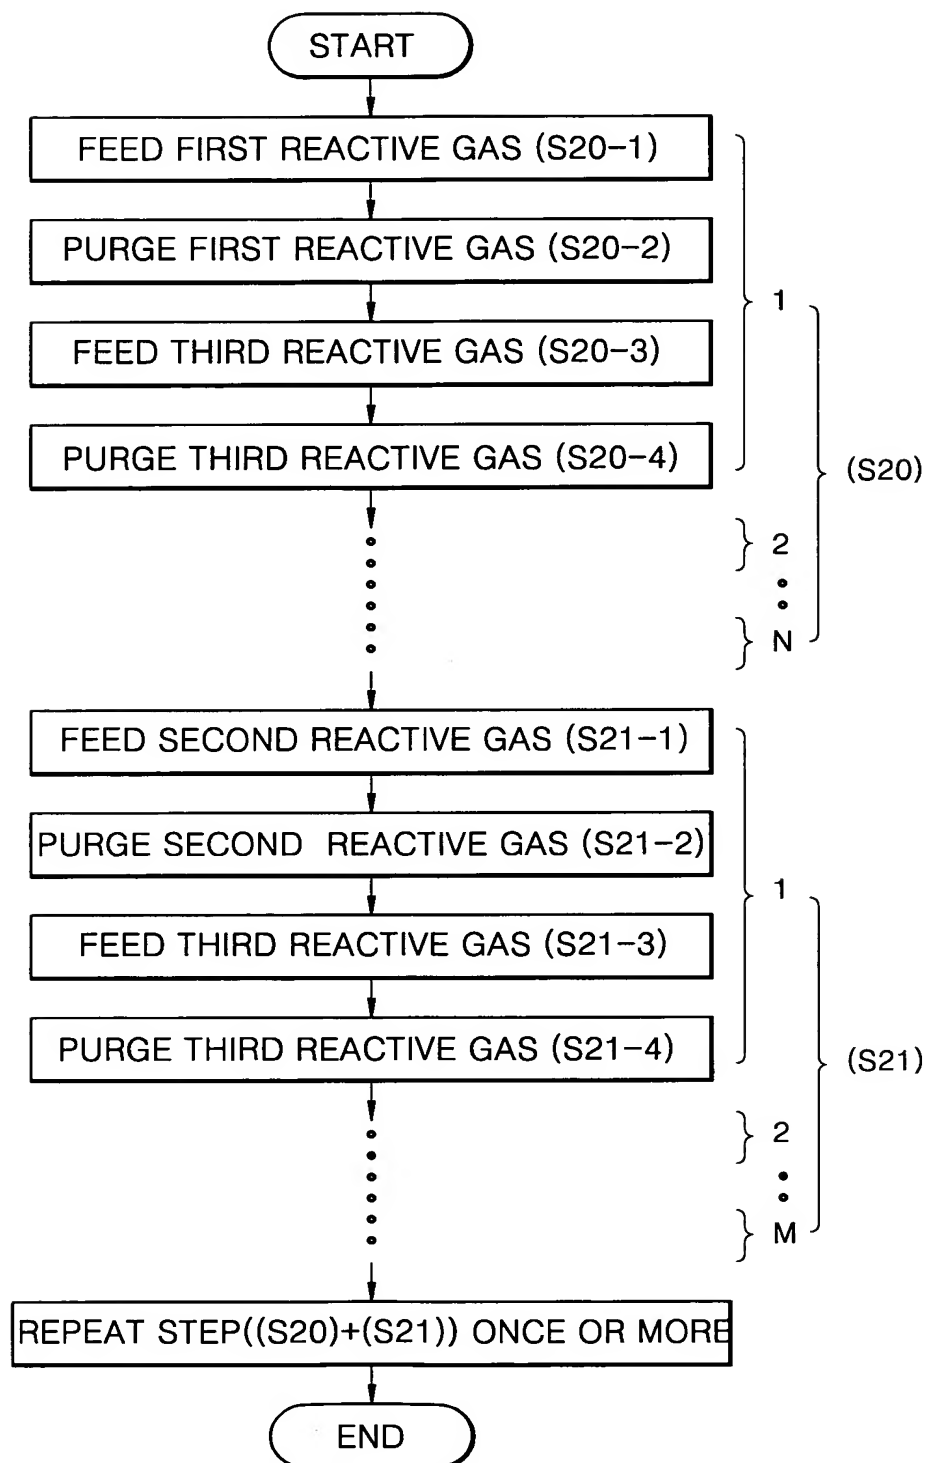 START
FEED FIRST REACTIVE GAS (S20-1)
PURGE FIRST REACTIVE GAS (S20-2)
1
FEED THIRD REACTIVE GAS (S20-3)
PURGE THIRD REACTIVE GAS (S20-4)
(S20)
2
N
FEED SECOND REACTIVE GAS (S21-1)
PURGE SECOND REACTIVE GAS (S21-2)
1
FEED THIRD REACTIVE GAS (S21-3)
PURGE THIRD REACTIVE GAS (S21-4)
(S21)
2
M
REPEAT STEP((S20)+(S21)) ONCE OR MORE
END